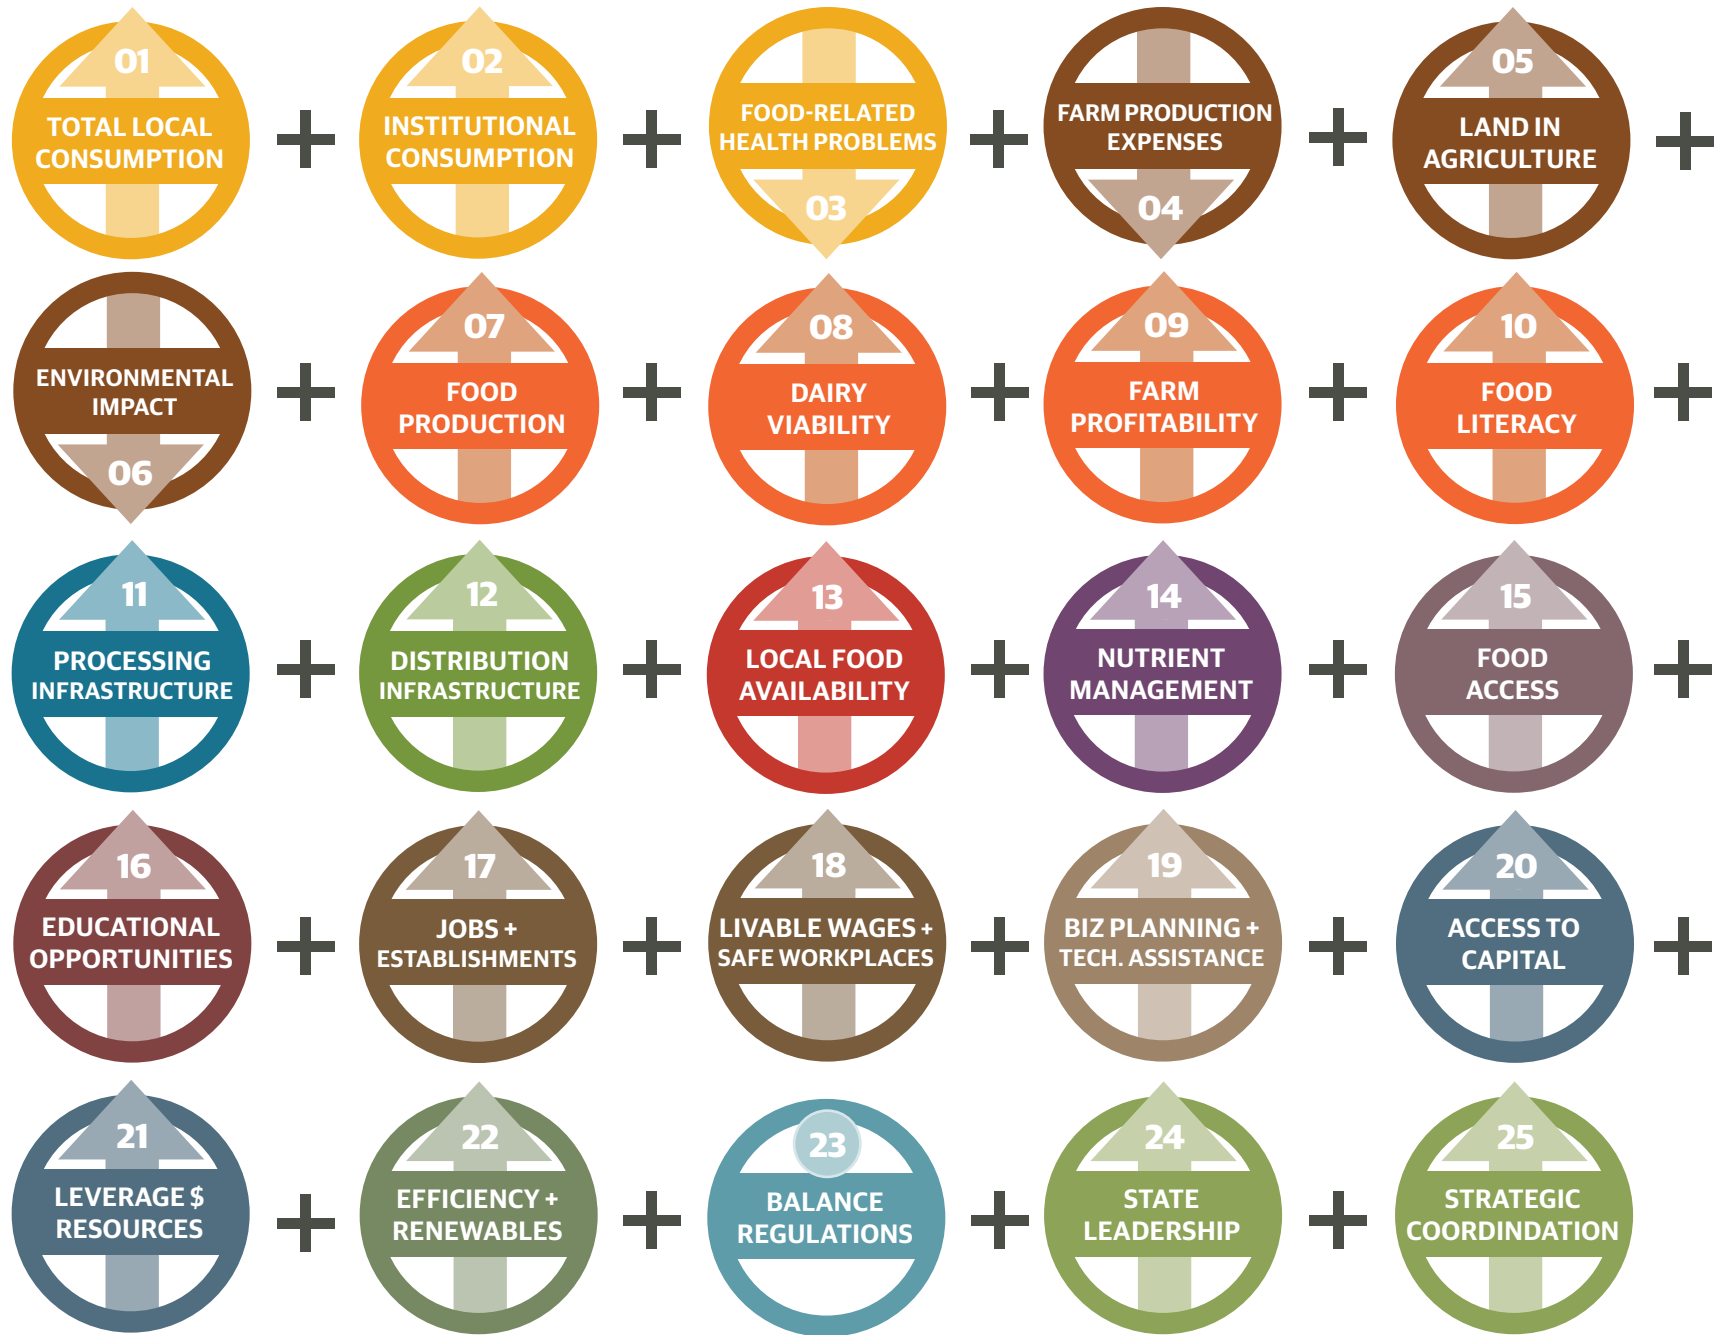 01
TOTAL LOCAL
CONSUMPTION
+
02
INSTITUTIONAL
CONSUMPTION
+
FOOD-RELATED
HEALTH PROBLEMS
03
+
FARM PRODUCTION
EXPENSES
04
+
05
LAND IN
AGRICULTURE
+
ENVIRONMENTAL
IMPACT
06
+
07
FOOD
PRODUCTION
+
08
DAIRY
VIABILITY
+
09
FARM
PROFITABILITY
+
10
FOOD
LITERACY
+
11
PROCESSING
INFRASTRUCTURE
+
12
DISTRIBUTION
INFRASTRUCTURE
+
13
LOCAL FOOD
AVAILABILITY
+
14
NUTRIENT
MANAGEMENT
+
15
FOOD
ACCESS
+
16
EDUCATIONAL
OPPORTUNITIES
+
17
JOBS +
ESTABLISHMENTS
+
18
LIVABLE WAGES +
SAFE WORKPLACES
+
19
BIZ PLANNING +
TECH. ASSISTANCE
+
20
ACCESS TO
CAPITAL
+
21
LEVERAGE $
RESOURCES
+
22
EFFICIENCY +
RENEWABLES
+
23
BALANCE
REGULATIONS
+
24
STATE
LEADERSHIP
+
25
STRATEGIC
COORDINDATION